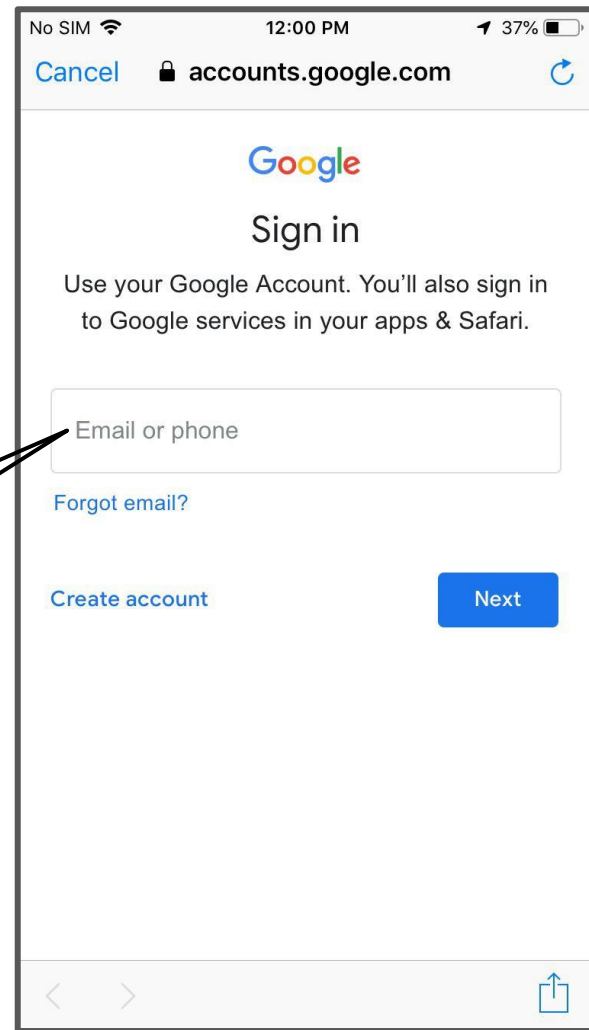 No SIM 12:00 PM 37%
Cancel accounts.google.com
Google
Sign in
Use your Google Account. You’ll also sign in
to Google services in your apps & Safari.
Email or phone
Forgot email?
Create account Next